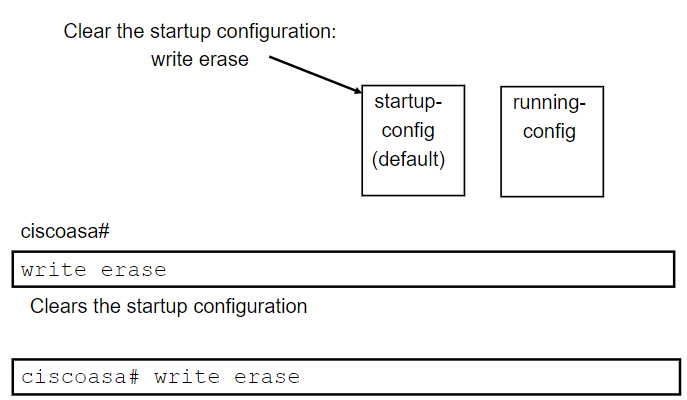 Clear the startup configuration:
write erase
startup-
config
(default)
running-
config
ciscoasa#
write erase
Clears the startup configuration
ciscoasa# write erase